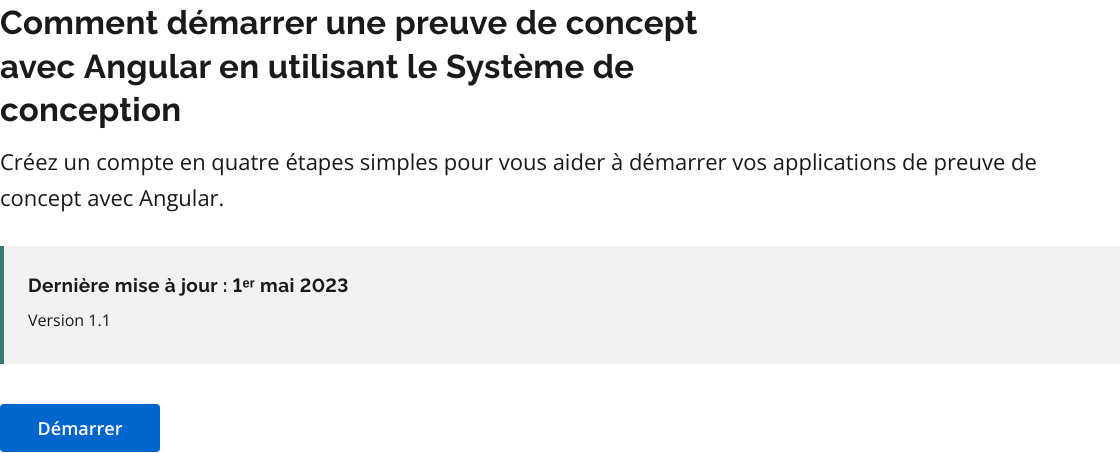 Comment démarrer une preuve de concept
avec Angular en utilisant le Système de
conception
Créez un compte en quatre étapes simples pour vous aider à démarrer vos applications de preuve de
concept avec Angular.
Dernière mise à jour : 1ᵉʳ mai 2023
Version 1.1
Démarrer